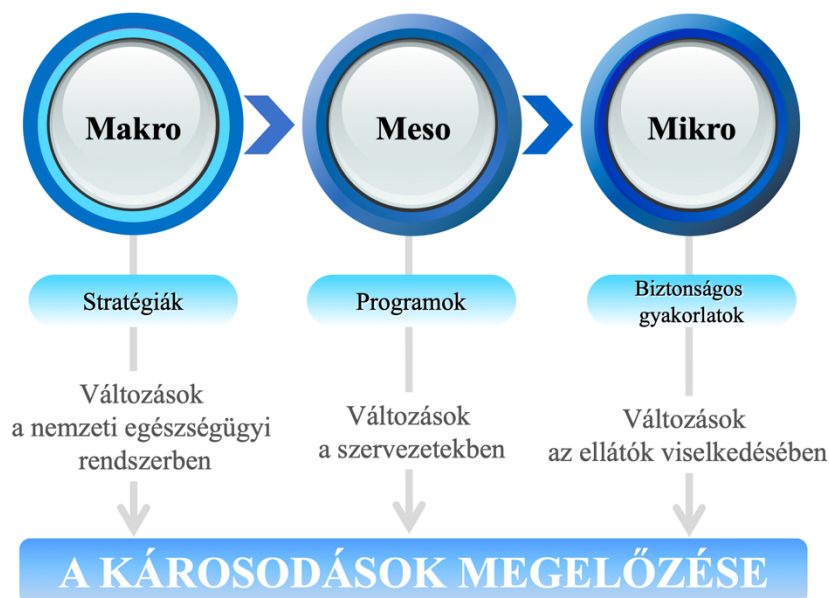 Makro
Meso
Mikro
Stratégiák
Programok
Biztonságos
gyakorlatok
Változások
a nemzeti egészségügyi
rendszerben
Változások
a szervezetekben
Változások
az ellátók viselkedésében
A KÁROSODÁSOK MEGELŐZÉSE